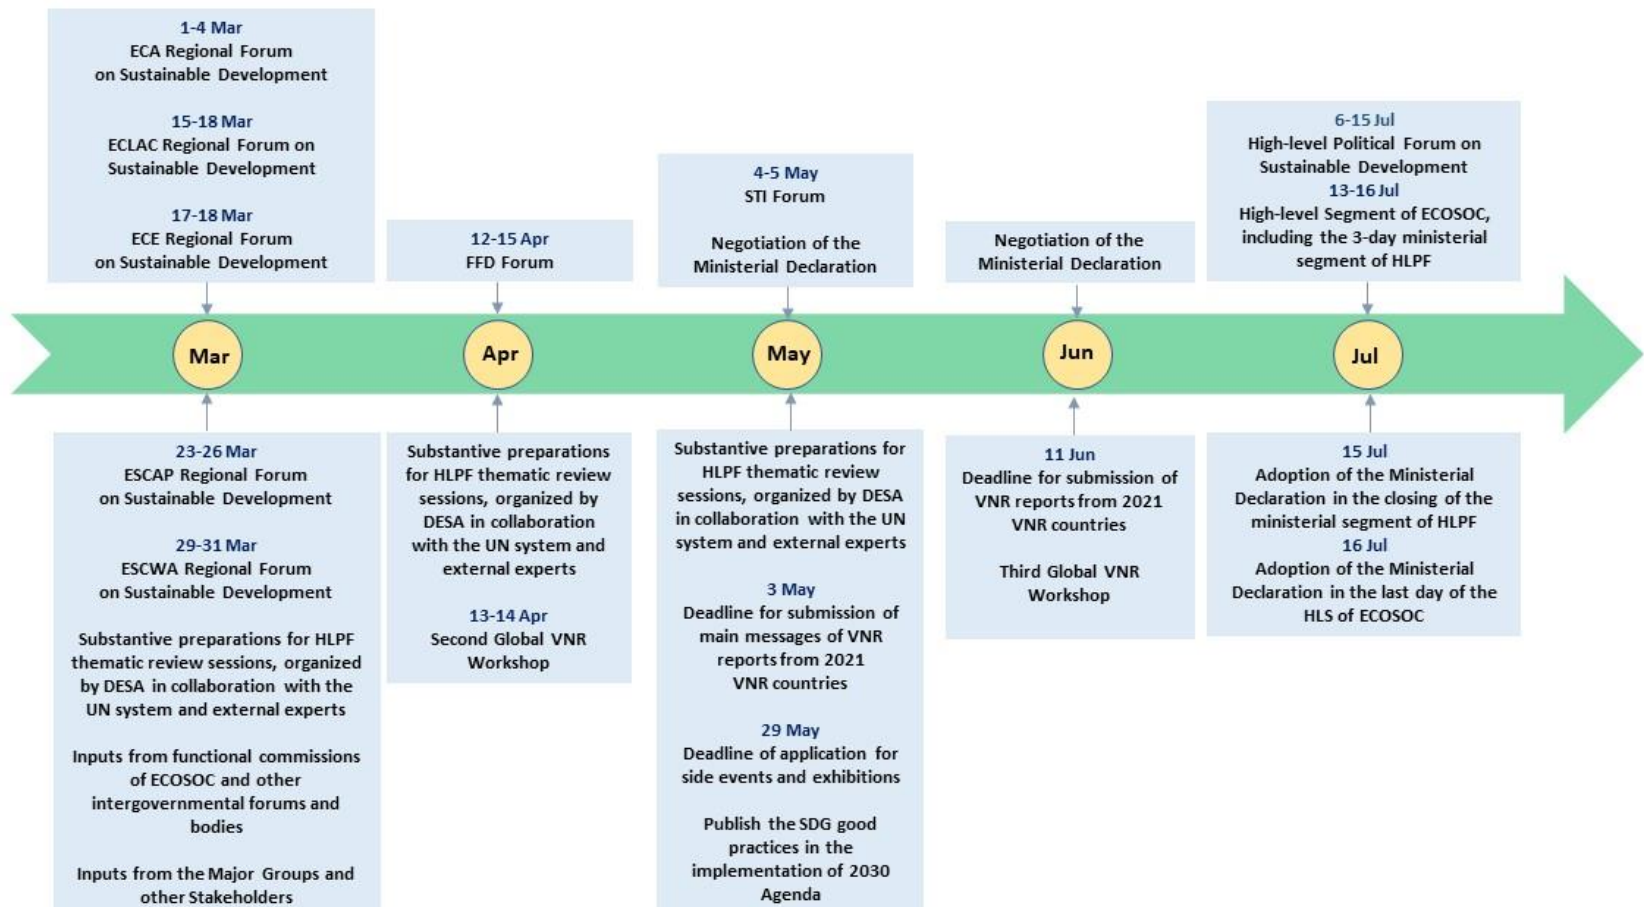 1-4 Mar
ECA Regional Forum
on Sustainable Development
15-18 Mar
ECLAC Regional Forum on
Sustainable Development
17-18 Mar
ECE Regional Forum
on Sustainable Development
12-15 Apr
FFD Forum
4-5 May
STI Forum
Negotiation of the
Ministerial Declaration
Negotiation of the
Ministerial Declaration
6-15 Jul
High-level Political Forum on
Sustainable Development
13-16 Jul
High-level Segment of ECOSOC,
including the 3-day ministerial
segment of HLPF
Mar
Apr
May
Jun
Jul
23-26 Mar
ESCAP Regional Forum
on Sustainable Development
29-31 Mar
ESCWA Regional Forum
on Sustainable Development
Substantive preparations for HLPF
thematic review sessions, organized
by DESA in collaboration with the
UN system and external experts
Inputs from functional commissions
of ECOSOC and other
intergovernmental forums and
bodies
Inputs from the Major Groups and
other Stakeholders
Substantive preparations
for HLPF thematic review
sessions, organized by
DESA in collaboration
with the UN system and
external experts
13-14 Apr
Second Global VNR
Workshop
Substantive preparations for
HLPF thematic review
sessions, organized by DESA
in collaboration with the UN
system and external experts
3 May
Deadline for submission of
main messages of VNR
reports from 2021
VNR countries
29 May
Deadline of application for
side events and exhibitions
Publish the SDG good
practices in the
implementation of 2030
Agenda
11 Jun
Deadline for submission of
VNR reports from 2021
VNR countries
Third Global VNR
Workshop
15 Jul
Adoption of the Ministerial
Declaration in the closing of the
ministerial segment of HLPF
16 Jul
Adoption of the Ministerial
Declaration in the last day of the
HLS of ECOSOC